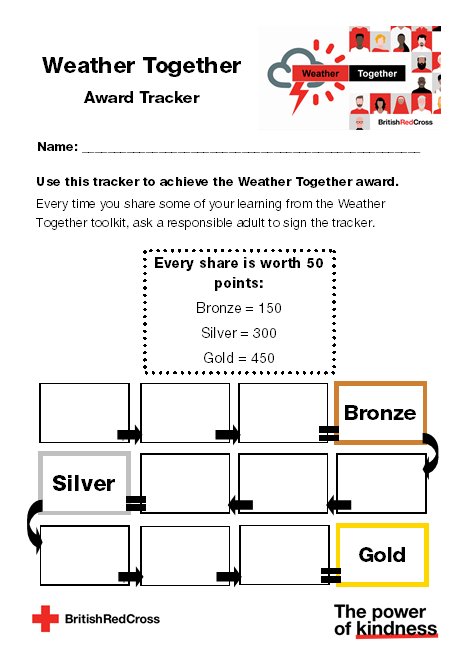 Weather Together
Award Tracker
Weather Together
BritishRedCross
Name: ___________________________________________
Use this tracker to achieve the Weather Together award.
Every time you share some of your learning from the Weather
Together toolkit, ask a responsible adult to sign the tracker.
Every share is worth 50
points:
Bronze = 150
Silver = 300
Gold = 450
Bronze
Silver
Gold
BritishRedCross
The power
of kindness